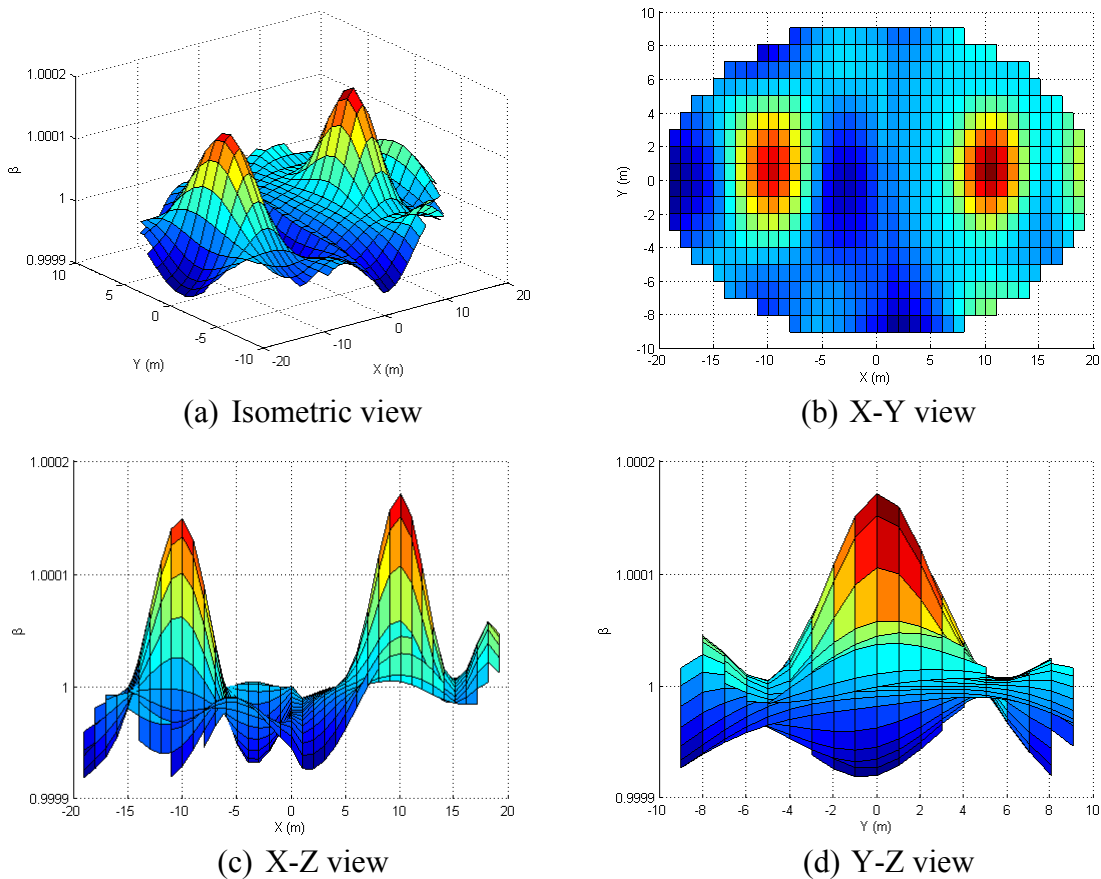 1.0002
1.0001
1
0.9999
β
10
5
0
-5
-10
Y (m)
-20
-10
0
10
20
X (m)
(a) Isometric view
10
8
6
4
2
0
-2
-4
-6
-8
-10
Y (m)
-20 -15 -10 -5 0 5 10 15 20
X (m)
(b) X-Y view
1.0002
1.0001
1
0.9999
β
-20 -15 -10 -5 0 5 10 15 20
X (m)
(c) X-Z view
1.0002
1.0001
1
0.9999
β
-10 -8 -6 -4 -2 0 2 4 6 8 10
Y (m)
(d) Y-Z view